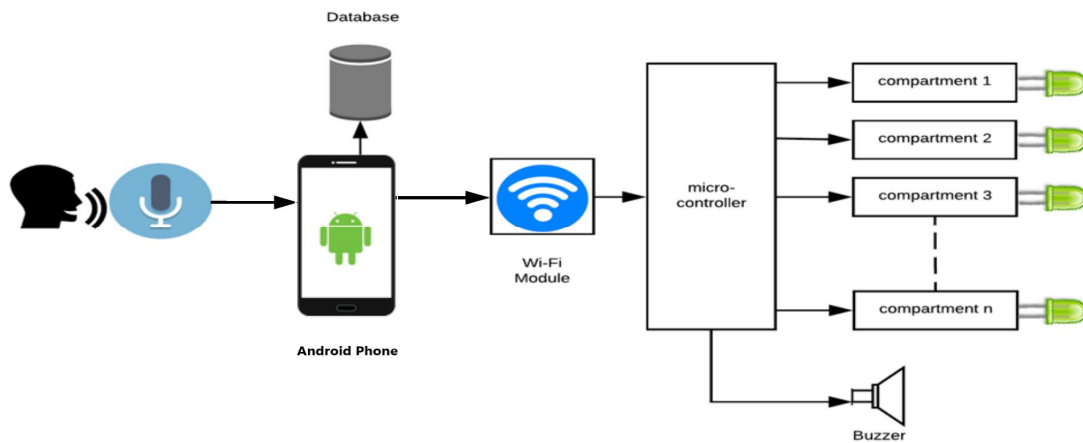 Database
compartment 1
compartment 2
compartment 3
compartment n
micro-
controller
Wi-Fi
Module
Android Phone
Buzzer